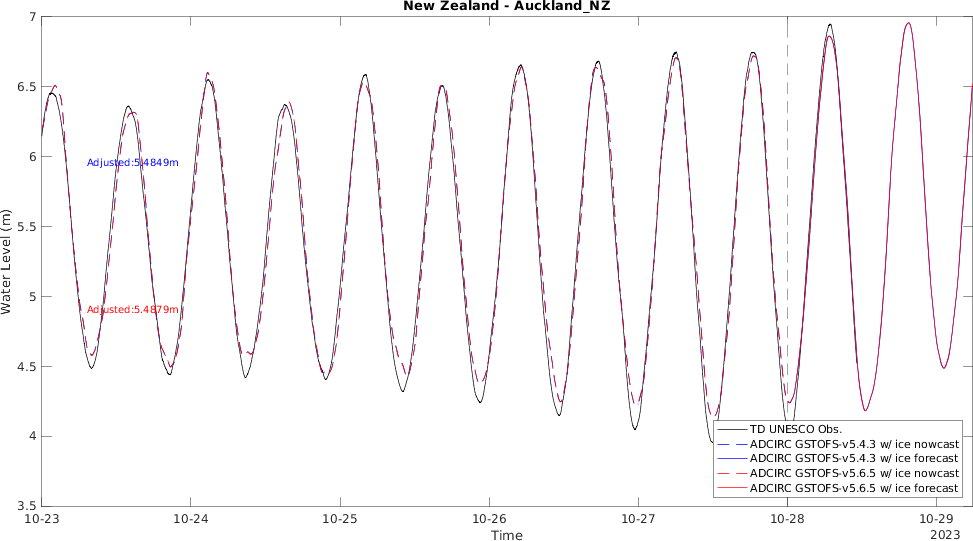 New Zealand - Auckland_NZ
7
6.5
6
5.5
5
4.5
4
3.5
Water Level (m)
Adjusted:5.4849m
Adjusted:5.4879m
TD UNESCO Obs.
ADCIRC GSTOFS-v5.4.3 w/ ice nowcast
ADCIRC GSTOFS-v5.4.3 w/ ice forecast
ADCIRC GSTOFS-v5.6.5 w/ ice nowcast
ADCIRC GSTOFS-v5.6.5 w/ ice forecast
10-23 10-24 10-25 10-26 10-27 10-28 10-29
Time
2023